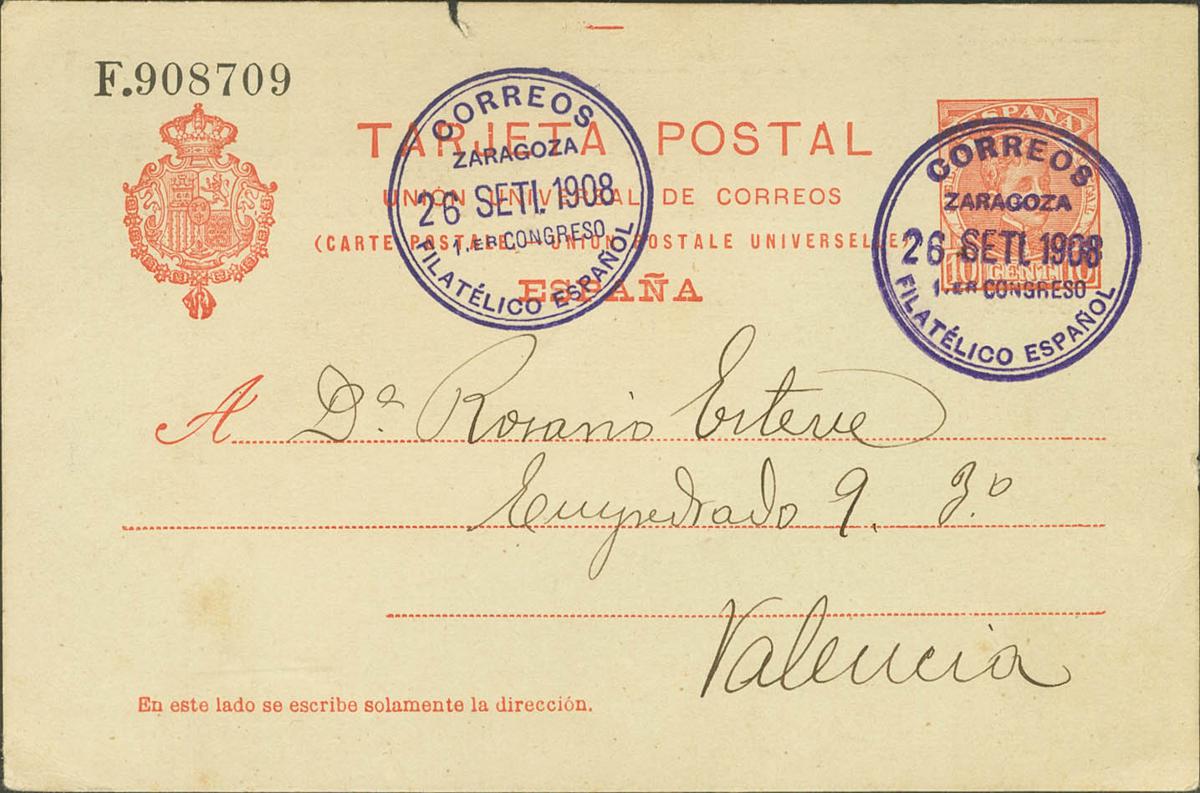 F.908709
TARJETA POSTAL
UNIÓN UNIVERSAL DE CORREOS
(CARTE POSTALE—UNION POSTALE UNIVERSELLE)
ESPAÑA
CORREOS
ZARAGOZA
26 SETI. 1908
1.ER CONGRESO
FILATÉLICO ESPAÑOL
ESPAÑA
10 CENT 10
CORREOS
ZARAGOZA
26 SETI. 1908
1.ER CONGRESO
FILATÉLICO ESPAÑOL
A Dª Rosario Esteve
Empedrado 9. 3º
Valencia
En este lado se escribe solamente la dirección.